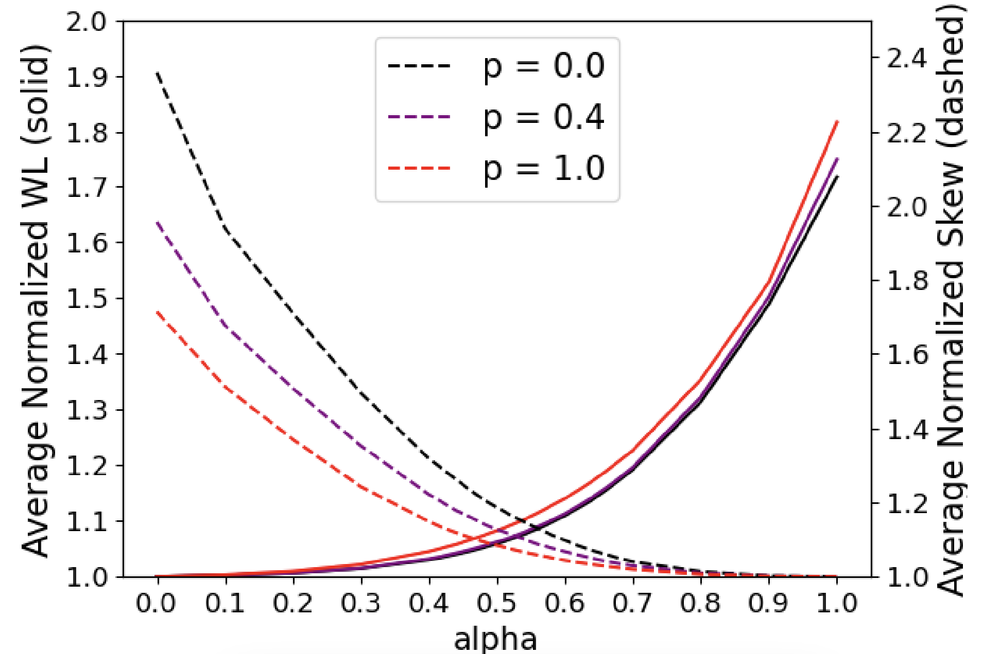 Average Normalized WL (solid)
2.0
1.9
1.8
1.7
1.6
1.5
1.4
1.3
1.2
1.1
1.0
p = 0.0
p = 0.4
p = 1.0
2.4
2.2
2.0
1.8
1.6
1.4
1.2
1.0
Average Normalized Skew (dashed)
0.0 0.1 0.2 0.3 0.4 0.5 0.6 0.7 0.8 0.9 1.0
alpha